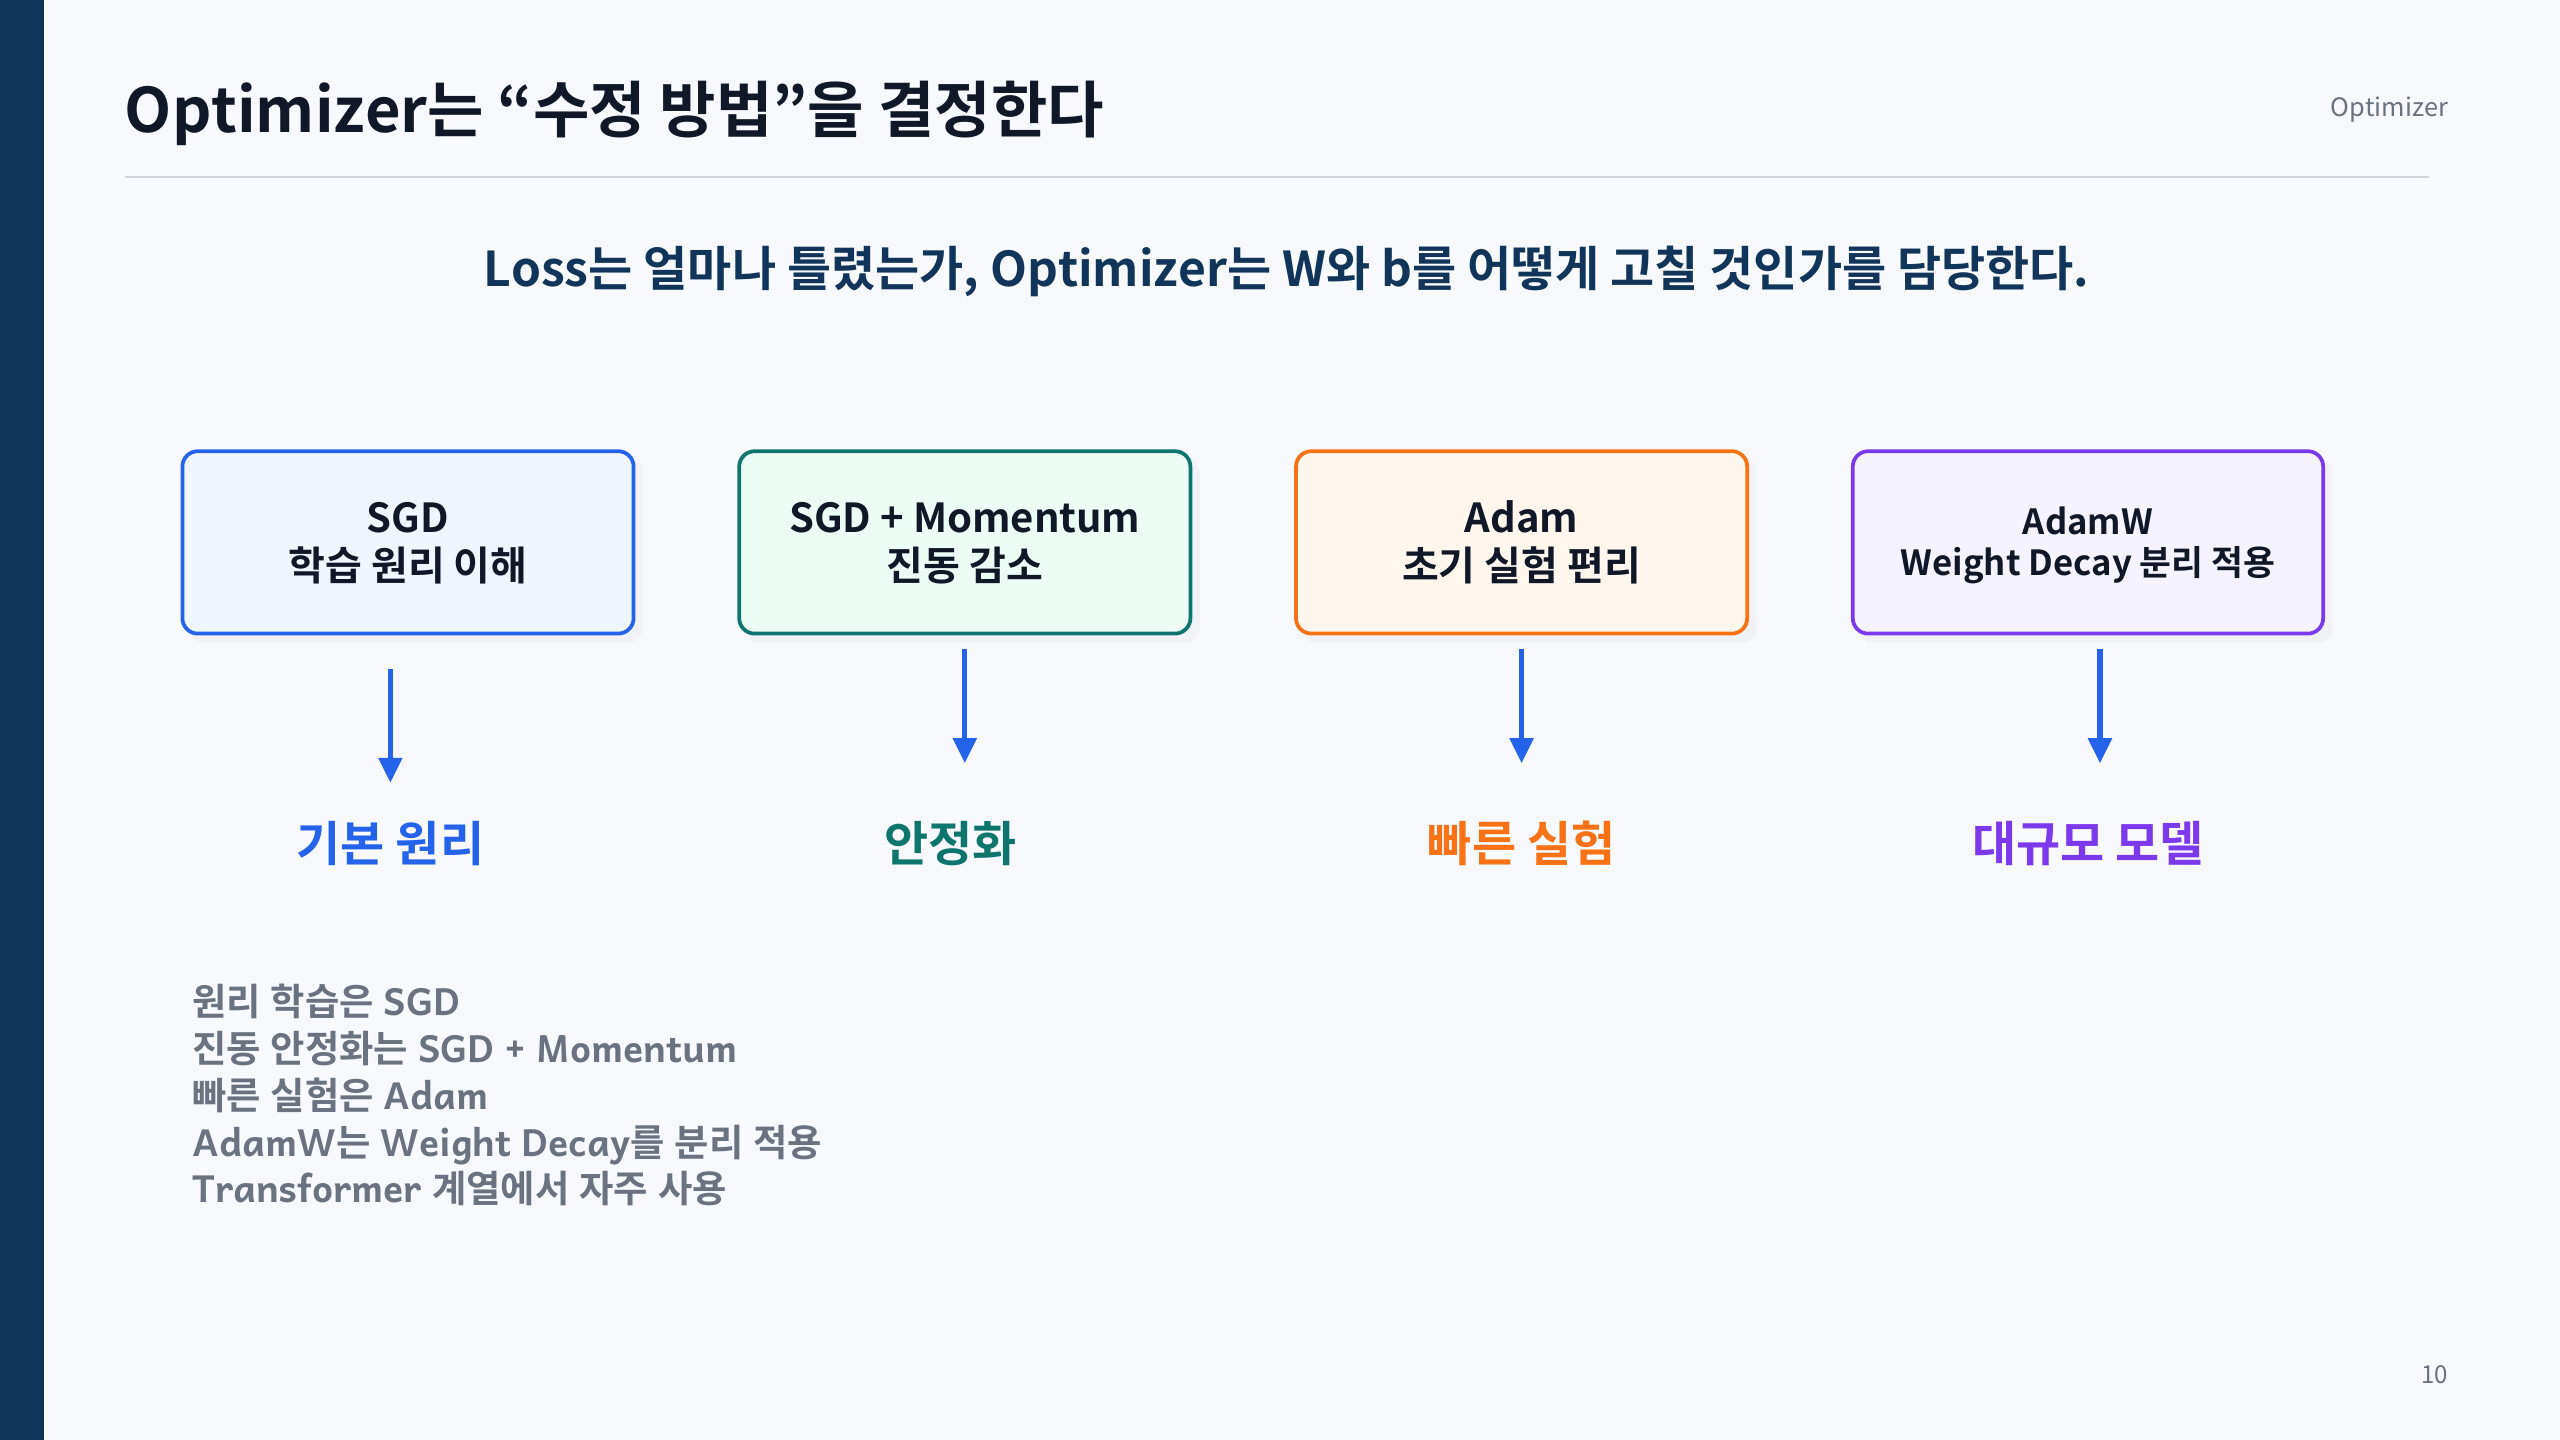 Optimizer는 “수정 방법”을 결정한다
Optimizer
Loss는 얼마나 틀렸는가, Optimizer는 W와 b를 어떻게 고칠 것인가를 담당한다.
SGD
학습 원리 이해
SGD + Momentum
진동 감소
Adam
초기 실험 편리
AdamW
Weight Decay 분리 적용
기본 원리
안정화
빠른 실험
대규모 모델
원리 학습은 SGD
진동 안정화는 SGD + Momentum
빠른 실험은 Adam
AdamW는 Weight Decay를 분리 적용
Transformer 계열에서 자주 사용
10